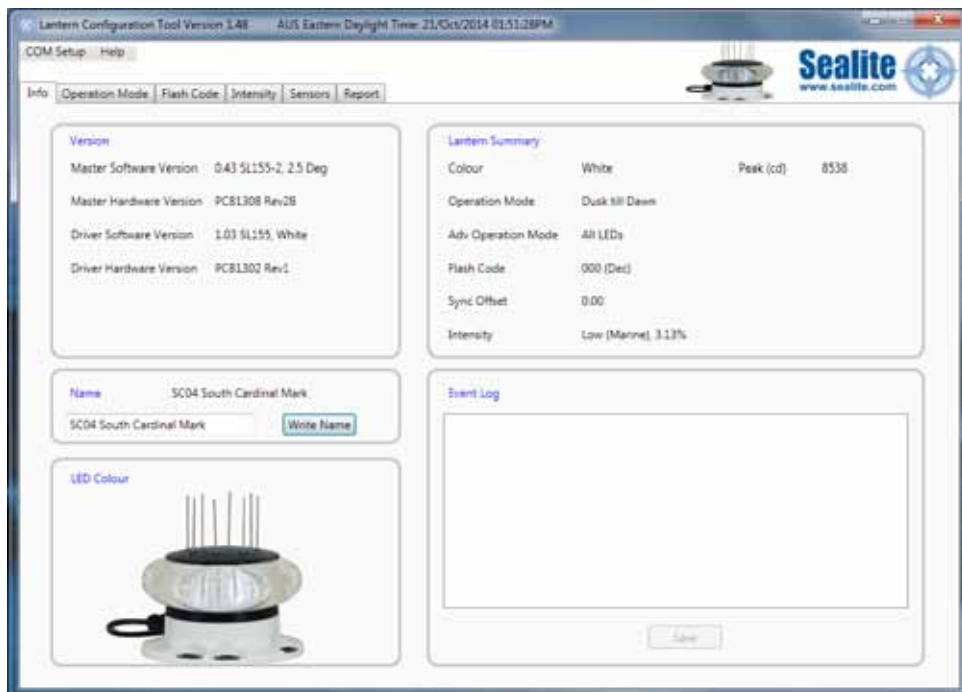 Lantern Configuration Tool Version 1.48 AUS Eastern Daylight Time: 21/Oct/2014 01:51:28PM
COM Setup Help
Sealite
www.sealite.com
Info Operation Mode Flash Code Intensity Sensors Report
Version
Master Software Version 0.43 SL155-2, 2.5 Deg
Master Hardware Version PCB1308 Rev2B
Driver Software Version 1.03 SL155, White
Driver Hardware Version PCB1302 Rev1
Lantern Summary
Colour White Peak (cd) 8538
Operation Mode Dusk till Dawn
Adv Operation Mode All LEDs
Flash Code 000 (Dec)
Sync Offset 0.00
Intensity Low (Marine), 3.13%
Name SC04 South Cardinal Mark
SC04 South Cardinal Mark Write Name
Event Log
LED Colour
Save